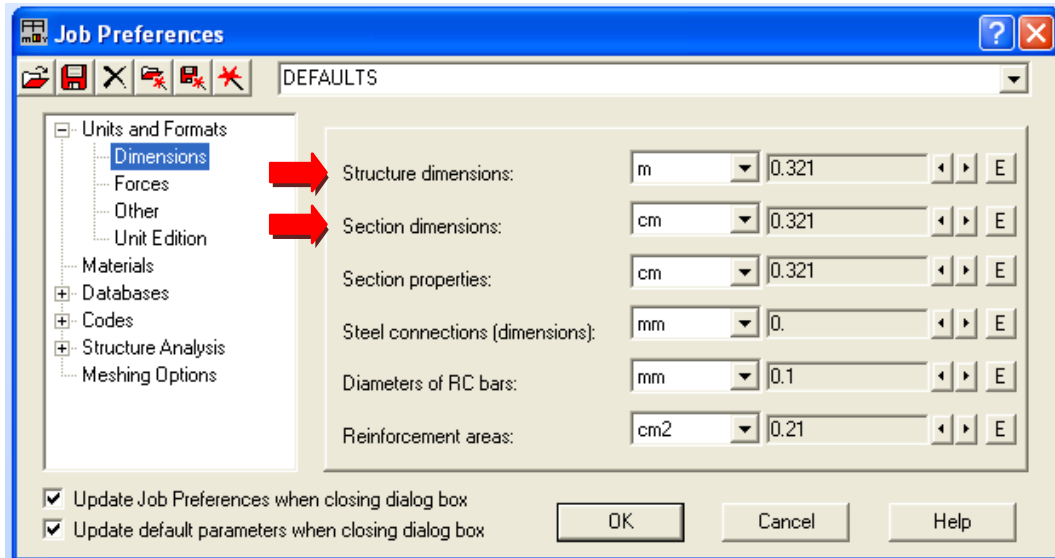 Job Preferences
DEFAULTS
Units and Formats
Dimensions
Forces
Other
Unit Edition
Materials
Databases
Codes
Structure Analysis
Meshing Options
Structure dimensions: m 0.321 E
Section dimensions: cm 0.321 E
Section properties: cm 0.321 E
Steel connections (dimensions): mm 0. E
Diameters of RC bars: mm 0.1 E
Reinforcement areas: cm2 0.21 E
Update Job Preferences when closing dialog box
Update default parameters when closing dialog box
OK Cancel Help